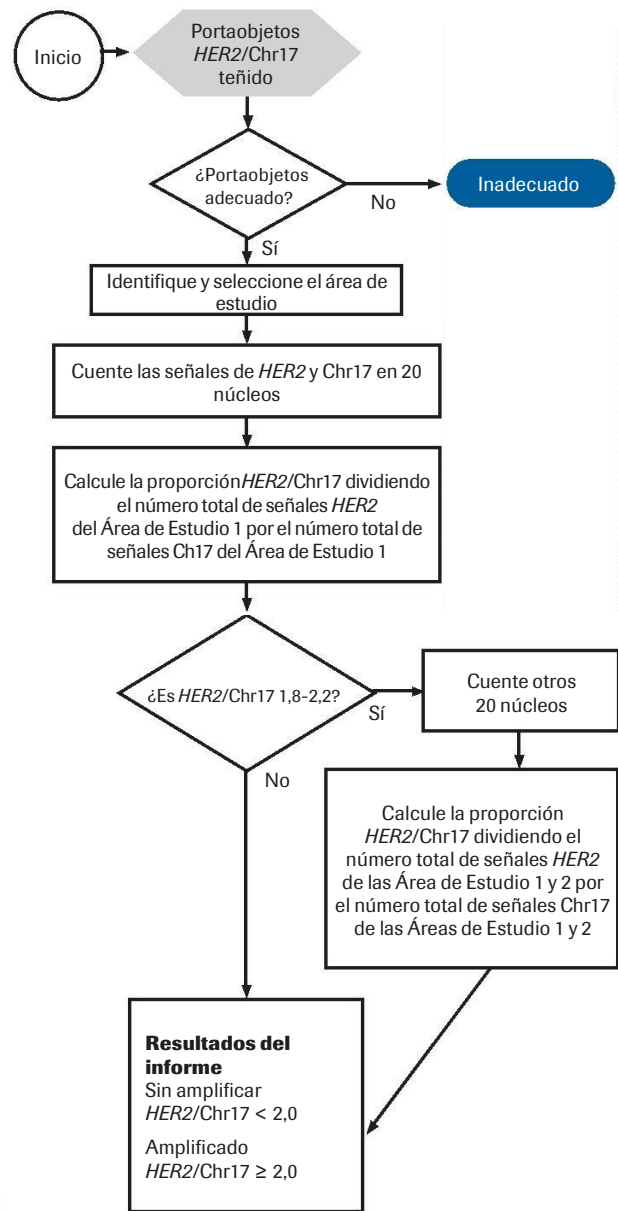 Inicio
Portaobjetos
HER2/Chr17
teñido
¿Portaobjetos
adecuado?
No
Inadecuado
Sí
Identifique y seleccione el área de
estudio
Cuente las señales de HER2 y Chr17 en 20
núcleos
Calcule la proporción HER2/Chr17 dividiendo
el número total de señales HER2
del Área de Estudio 1 por el número total de
señales Ch17 del Área de Estudio 1
¿Es HER2/Chr17 1,8-2,2?
Sí
Cuente otros
20 núcleos
No
Calcule la proporción
HER2/Chr17 dividiendo el
número total de señales HER2
de las Área de Estudio 1 y 2 por
el número total de señales Chr17
de las Áreas de Estudio 1 y 2
Resultados del
informe
Sin amplificar
HER2/Chr17 < 2,0
Amplificado
HER2/Chr17 ≥ 2,0